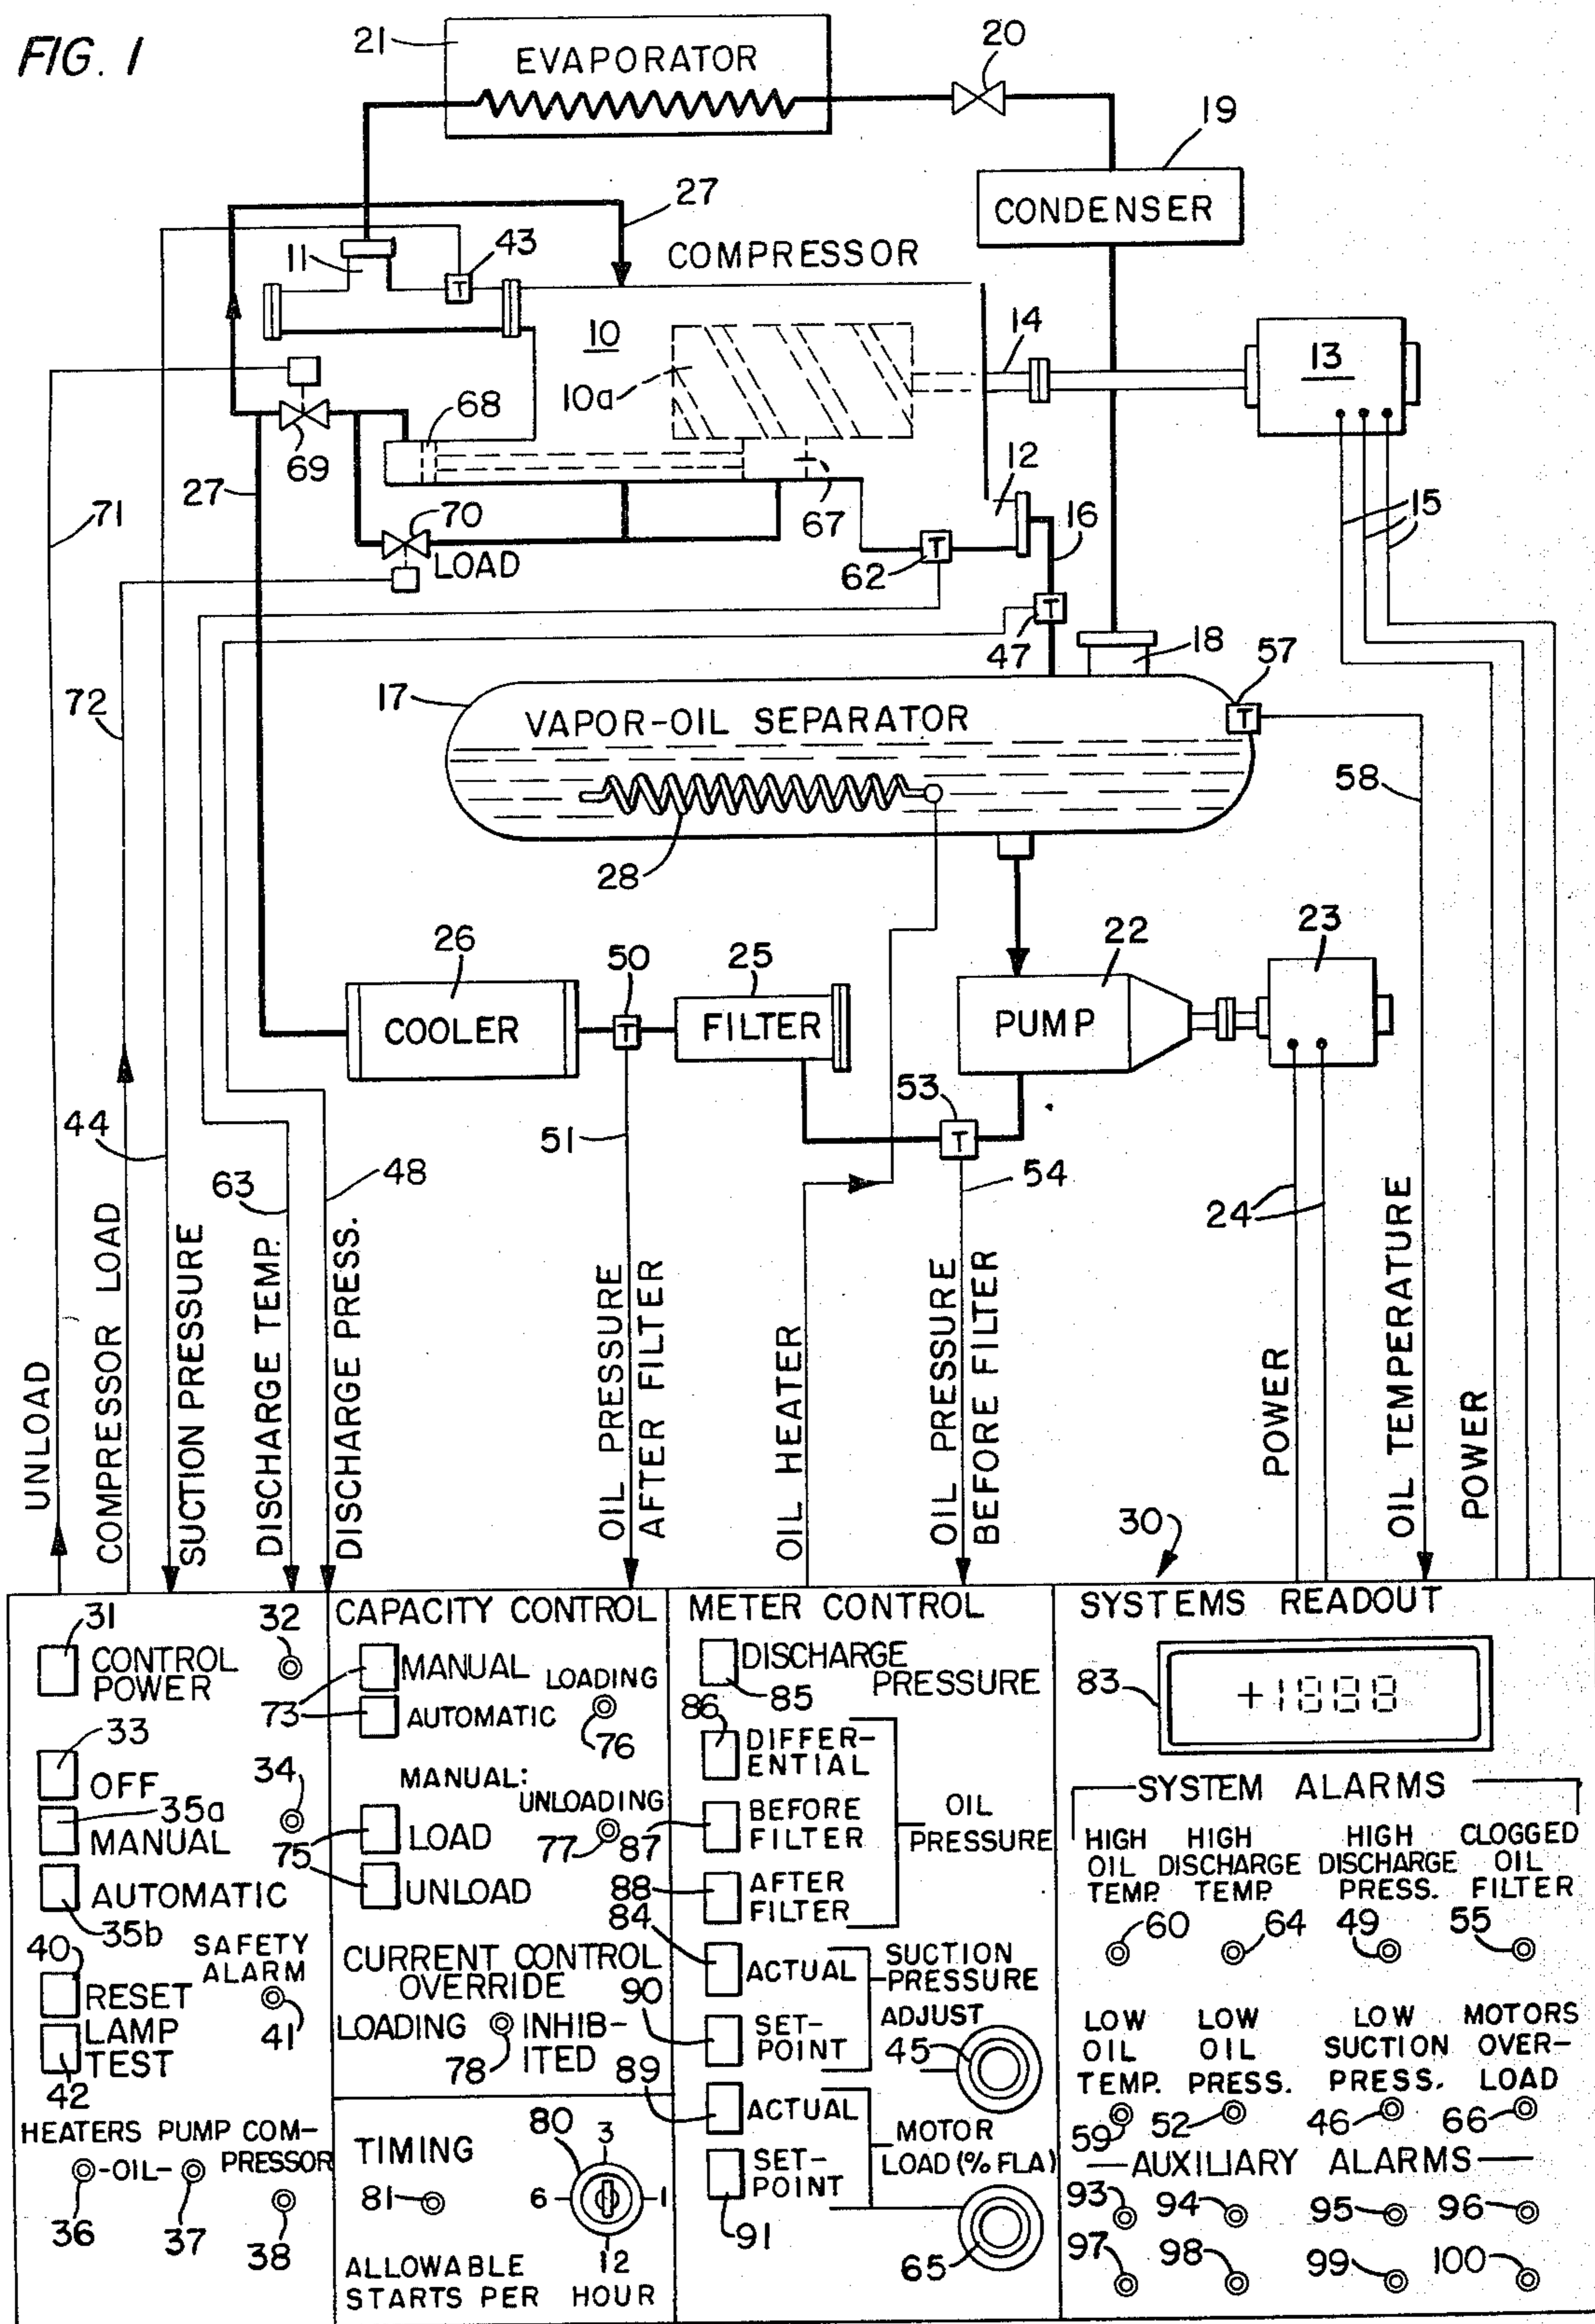 FIG. 1
21
EVAPORATOR
20
19
CONDENSER
27
11
43
T
COMPRESSOR
10
10a
14
13
68
69
27
12
16
15
71
70
LOAD
67
T
62
T
47
18
57
T
17
VAPOR-OIL SEPARATOR
72
58
28
26
COOLER
50
T
25
FILTER
22
PUMP
23
53
T
44
63
48
51
54
24
UNLOAD
COMPRESSOR LOAD
SUCTION PRESSURE
DISCHARGE TEMP.
DISCHARGE PRESS.
OIL PRESSURE
AFTER FILTER
OIL HEATER
OIL PRESSURE
BEFORE FILTER
POWER
OIL TEMPERATURE
POWER
30
31
CONTROL
POWER
32
33
OFF
34
35a
MANUAL
AUTOMATIC
35b
40
SAFETY
ALARM
RESET
41
LAMP
TEST
42
HEATERS PUMP COM-
PRESSOR
-OIL-
36
37
38
CAPACITY CONTROL
MANUAL
LOADING
73
AUTOMATIC
76
MANUAL:
UNLOADING
LOAD
77
75
UNLOAD
CURRENT CONTROL
OVERRIDE
LOADING
INHIB-
ITED
78
TIMING
80
3
81
6
1
12
ALLOWABLE
STARTS PER HOUR
METER CONTROL
DISCHARGE
PRESSURE
85
86
DIFFER-
ENTIAL
87
BEFORE
FILTER
OIL
PRESSURE
88
AFTER
FILTER
84
ACTUAL
SUCTION
PRESSURE
90
SET-
POINT
ADJUST
45
89
ACTUAL
MOTOR
LOAD (% FLA)
SET-
POINT
91
65
SYSTEMS READOUT
83
+1888
SYSTEM ALARMS
HIGH
OIL
TEMP.
HIGH
DISCHARGE
TEMP.
HIGH
DISCHARGE
PRESS.
CLOGGED
OIL
FILTER
60
64
49
55
LOW
OIL
TEMP.
LOW
OIL
PRESS.
LOW
SUCTION
PRESS.
MOTORS
OVER-
LOAD
59
52
46
66
AUXILIARY ALARMS
93
94
95
96
97
98
99
100